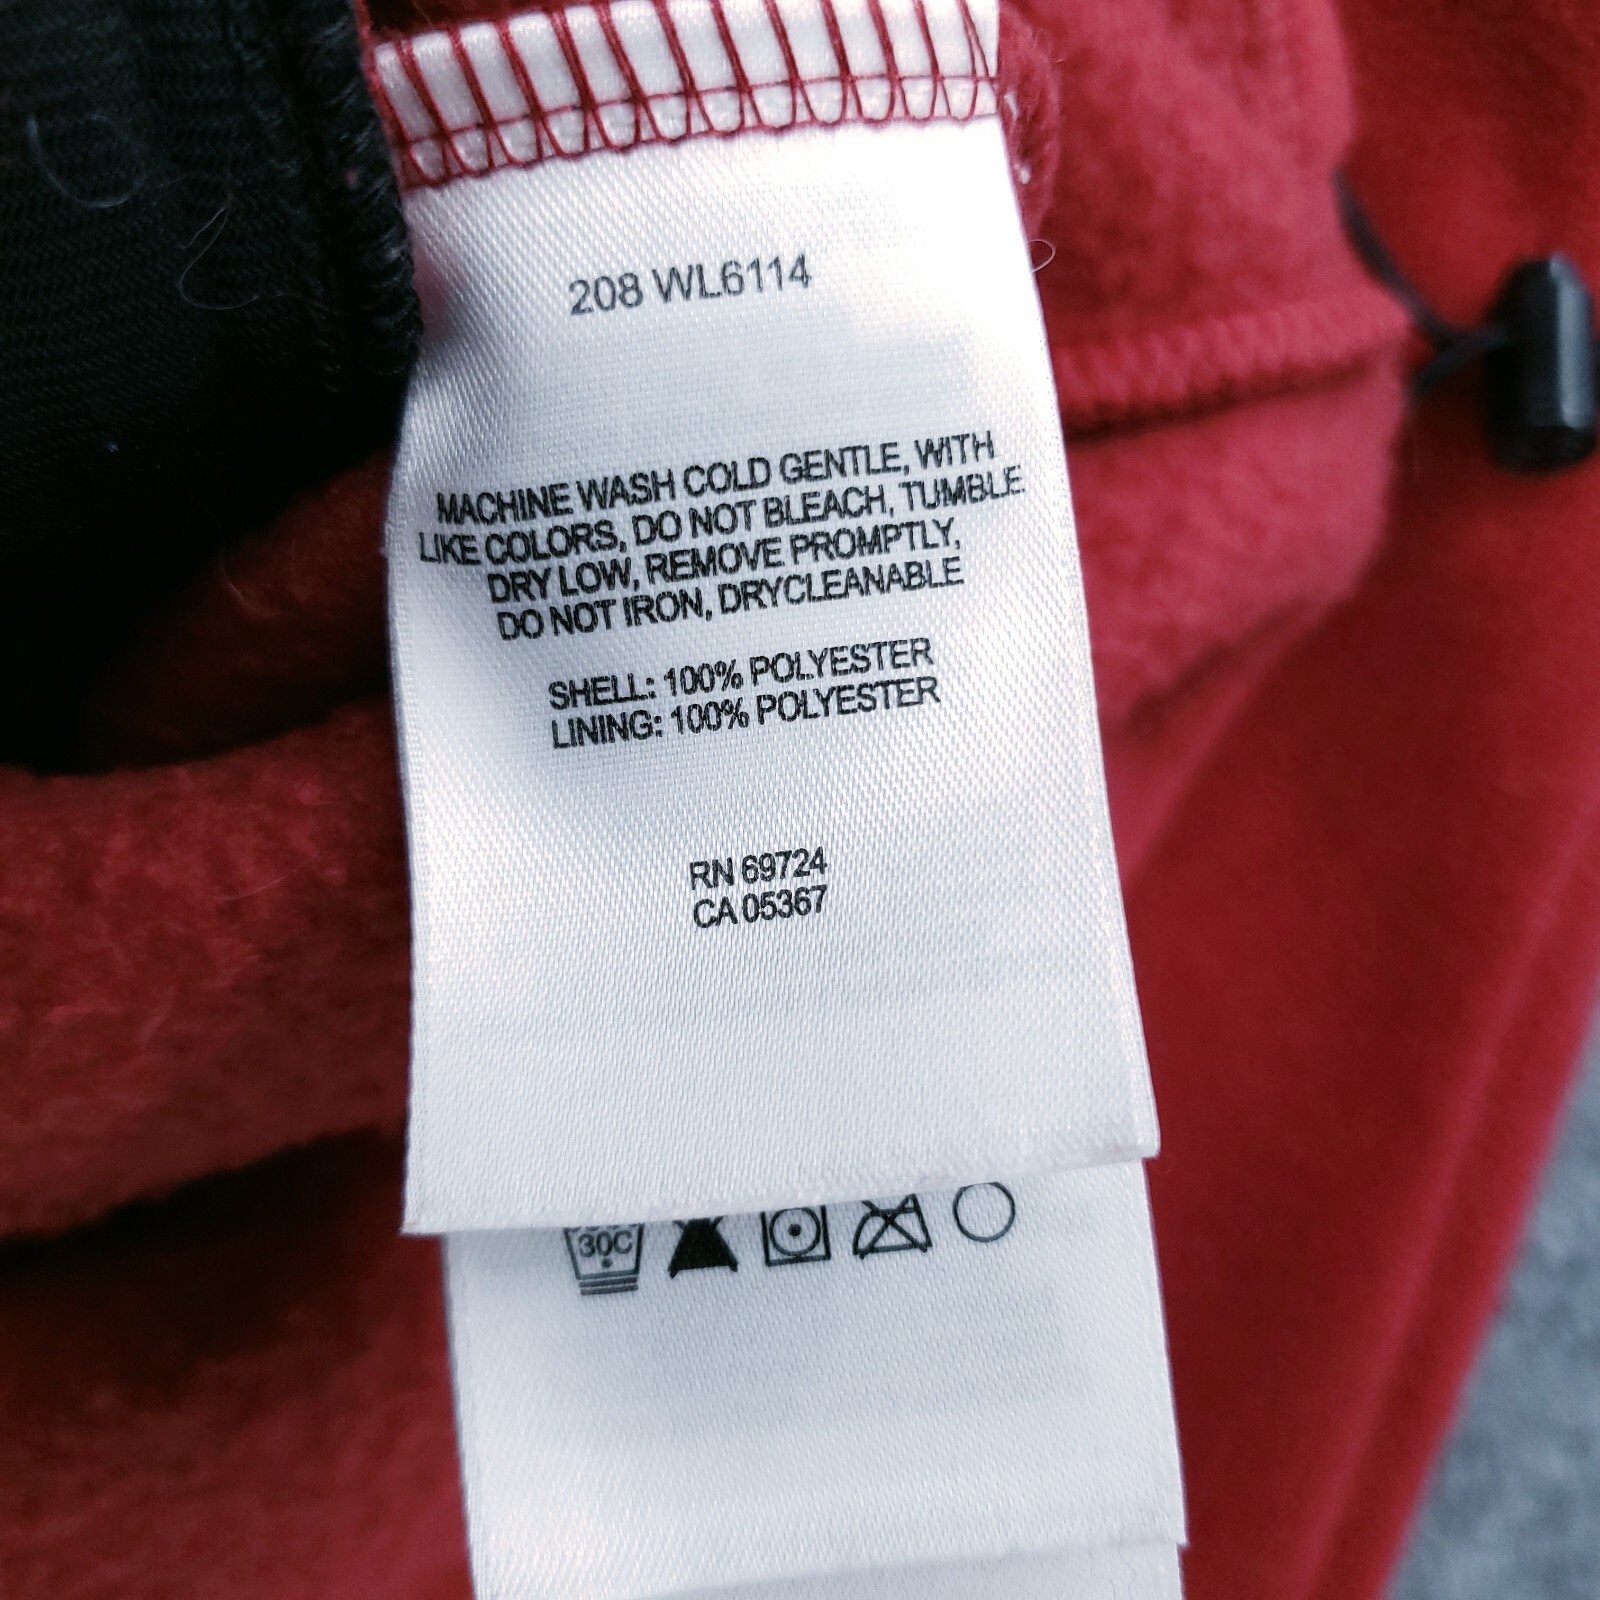 208 WL6114
MACHINE WASH COLD GENTLE, WITH
LIKE COLORS, DO NOT BLEACH, TUMBLE
DRY LOW, REMOVE PROMPTLY,
DO NOT IRON, DRYCLEANABLE
SHELL: 100% POLYESTER
LINING: 100% POLYESTER
RN 69724
CA 05367
30C